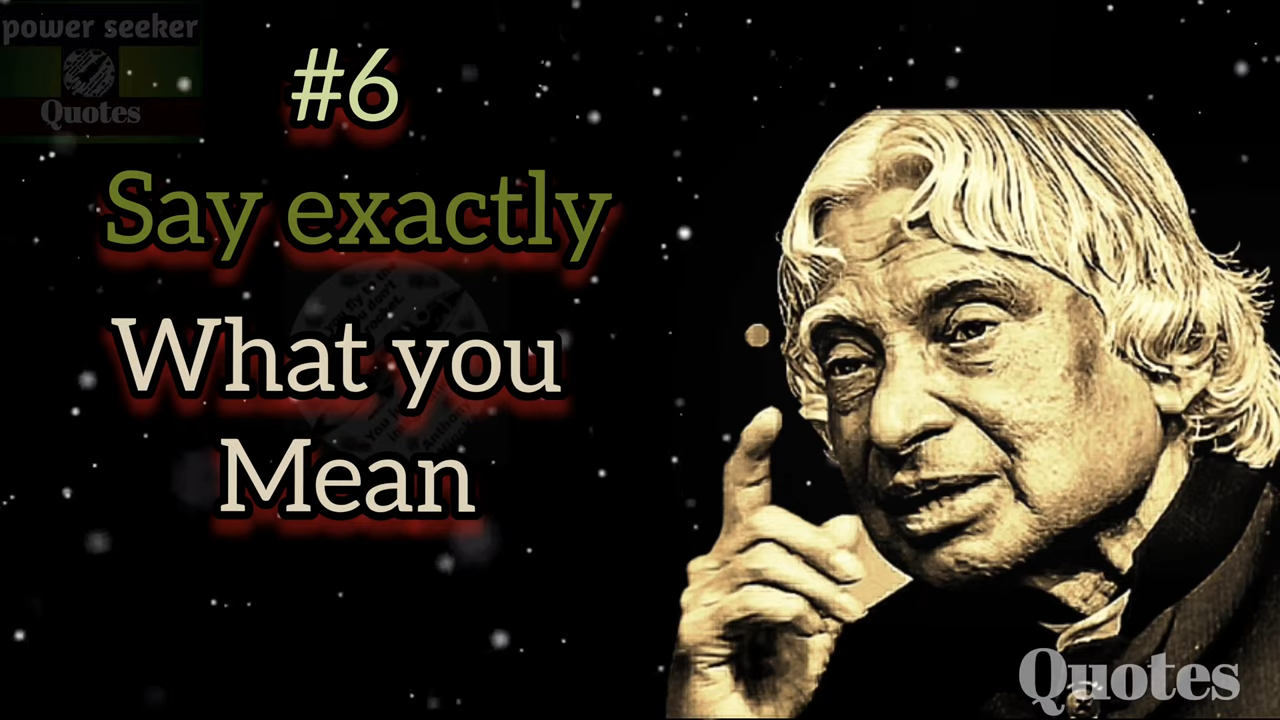 power seeker
Quotes
#6
Say exactly
What you
Mean
Quotes